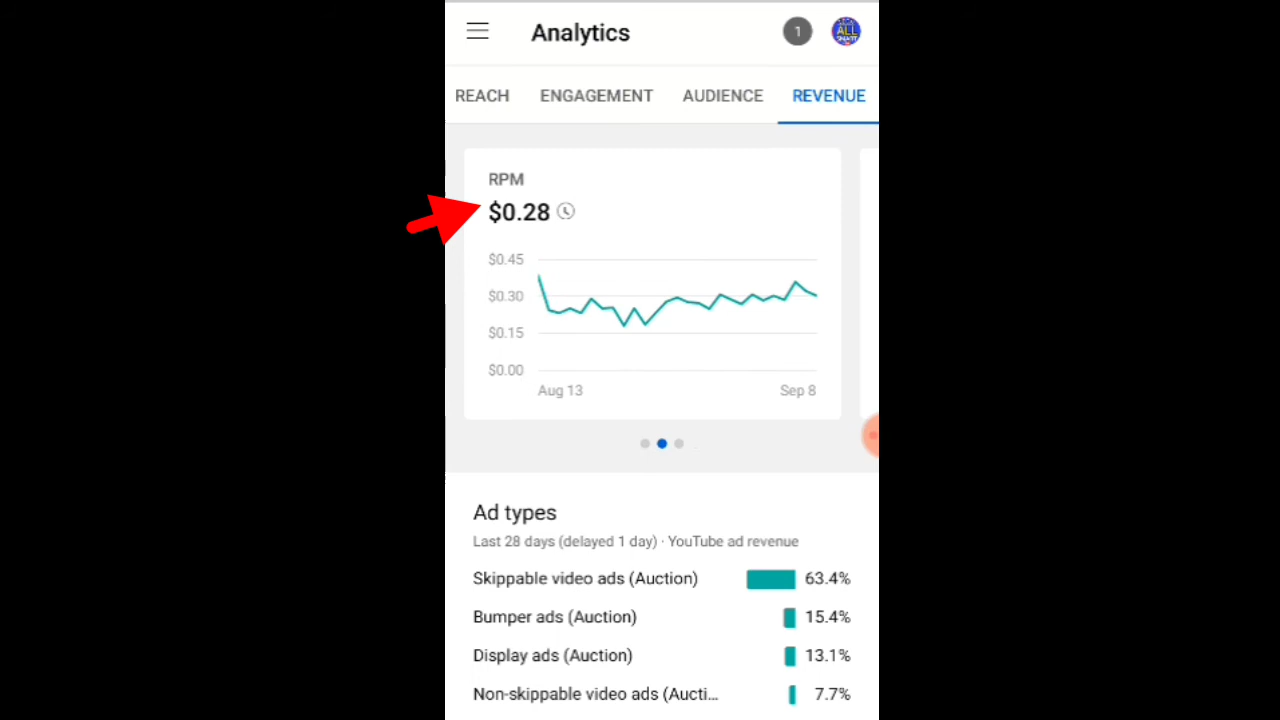 Analytics
1
ALL
SMART
REACH ENGAGEMENT AUDIENCE REVENUE
RPM
$0.28
$0.45
$0.30
$0.15
$0.00
Aug 13 Sep 8
Ad types
Last 28 days (delayed 1 day) · YouTube ad revenue
Skippable video ads (Auction) 63.4%
Bumper ads (Auction) 15.4%
Display ads (Auction) 13.1%
Non-skippable video ads (Aucti... 7.7%